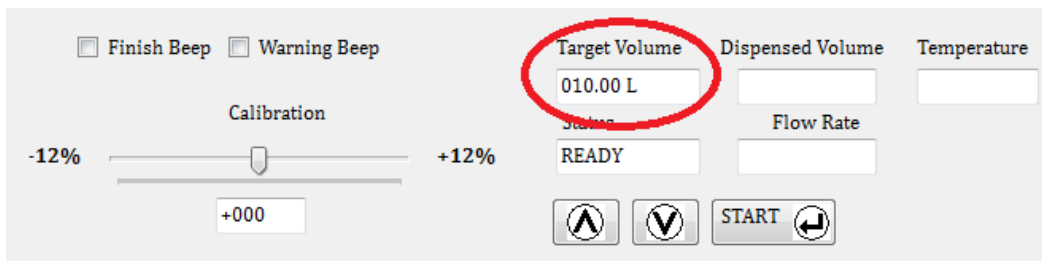 Finish Beep Warning Beep
Target Volume Dispensed Volume Temperature
010.00 L
Calibration
Status Flow Rate
-12% +12%
READY
+000
START